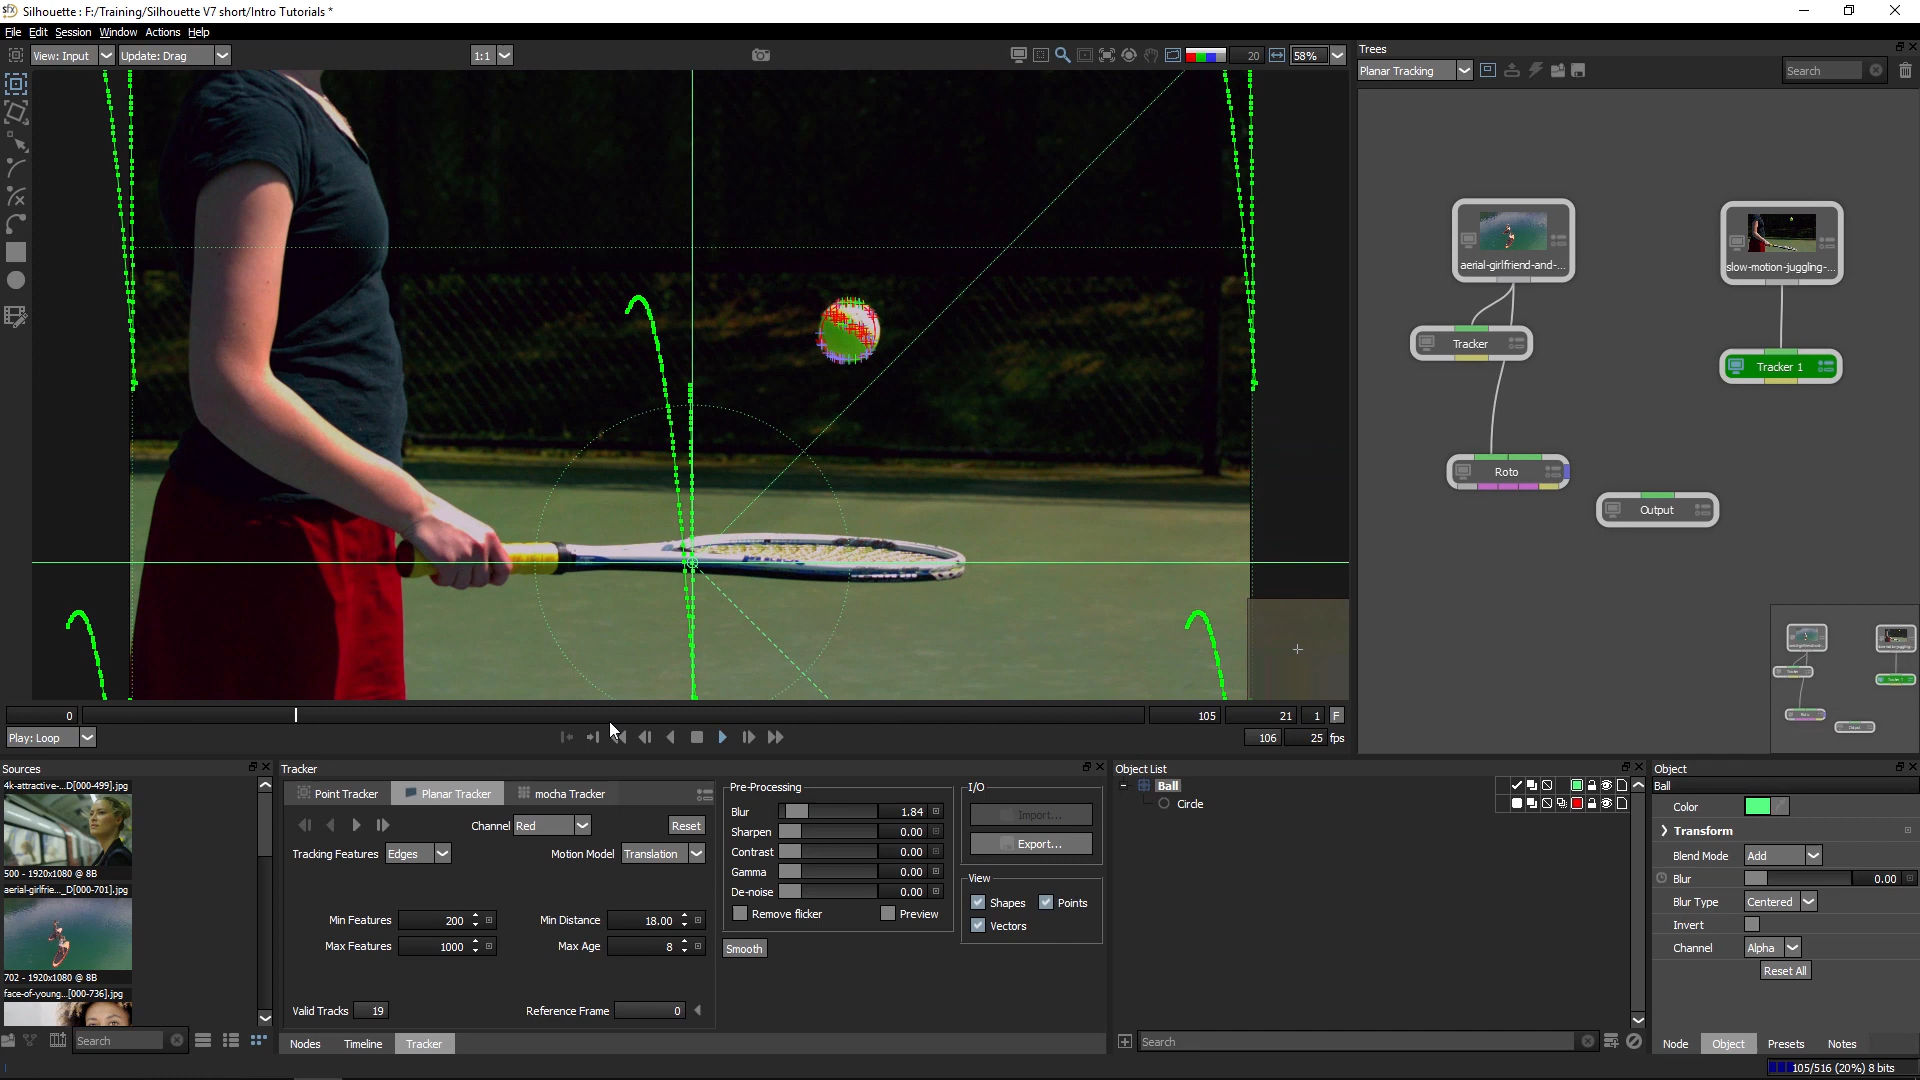 Silhouette : F:/Training/Silhouette V7 short/Intro Tutorials *
File Edit Session Window Actions Help
View: Input Update: Drag 1:1 20 58%
Trees
Planar Tracking Search
aerial-girlfriend-and-...
slow-motion-juggling-...
Tracker
Tracker 1
Roto
Output
0 105 21 1 F
Play: Loop 106 25 fps
Sources
4k-attractive-...D[000-499].jpg
500 - 1920x1080 @ 8B
aerial-girlfrie..._D[000-701].jpg
702 - 1920x1080 @ 8B
face-of-young...[000-736].jpg
Search
Tracker
Point Tracker Planar Tracker mocha Tracker
Channel Red Reset
Tracking Features Edges Motion Model Translation
Min Features 200 Min Distance 18.00
Max Features 1000 Max Age 8
Valid Tracks 19 Reference Frame 0
Nodes Timeline Tracker
Pre-Processing
Blur 1.84
Sharpen 0.00
Contrast 0.00
Gamma 0.00
De-noise 0.00
Remove flicker Preview
Smooth
I/O
Import...
Export...
View
Shapes Points
Vectors
Object List
Ball
Circle
Search
Object
Ball
Color
Transform
Blend Mode Add
Blur 0.00
Blur Type Centered
Invert
Channel Alpha
Reset All
Node Object Presets Notes
105/516 (20%) 8 bits